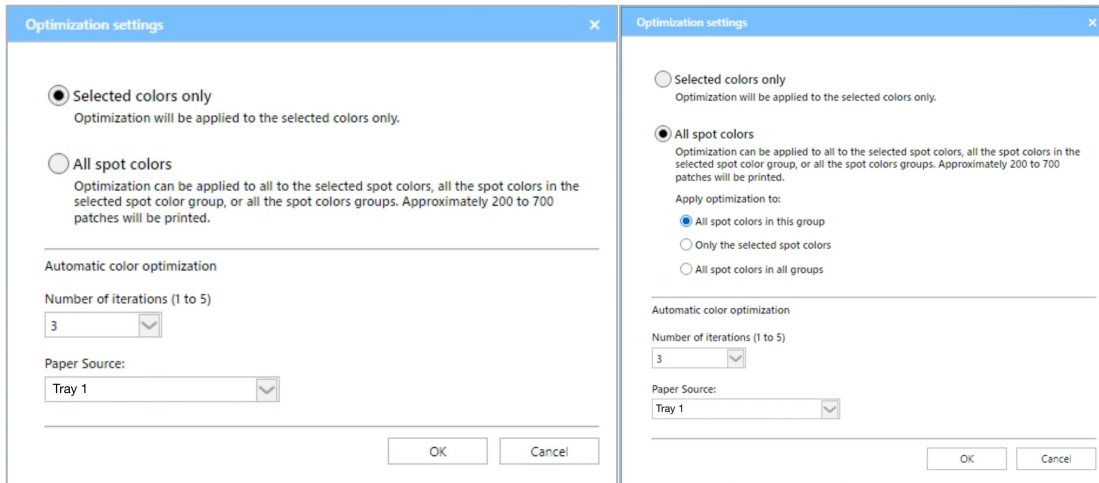 Optimization settings
Selected colors only
Optimization will be applied to the selected colors only.
All spot colors
Optimization can be applied to all to the selected spot colors, all the spot colors in the
selected spot color group, or all the spot colors groups. Approximately 200 to 700
patches will be printed.
Automatic color optimization
Number of iterations (1 to 5)
3
Paper Source:
Tray 1
OK
Cancel
Optimization settings
Selected colors only
Optimization will be applied to the selected colors only.
All spot colors
Optimization can be applied to all to the selected spot colors, all the spot colors in the
selected spot color group, or all the spot colors groups. Approximately 200 to 700
patches will be printed.
Apply optimization to:
All spot colors in this group
Only the selected spot colors
All spot colors in all groups
Automatic color optimization
Number of iterations (1 to 5)
3
Paper Source:
Tray 1
OK
Cancel